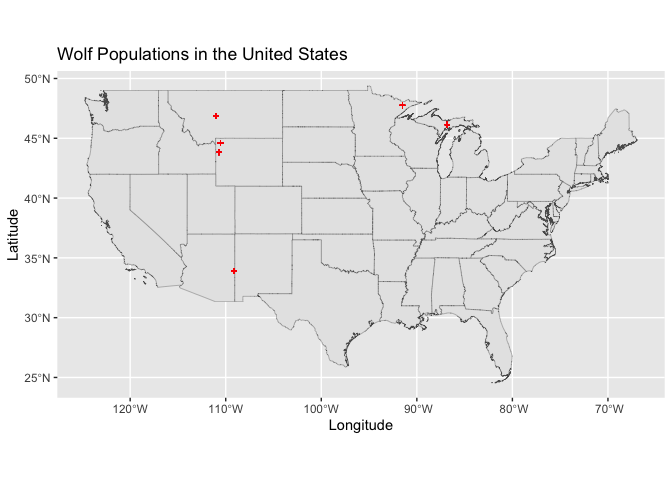 Wolf Populations in the United States
50°N
45°N
40°N
35°N
30°N
25°N
Latitude
120°W 110°W 100°W 90°W 80°W 70°W
Longitude